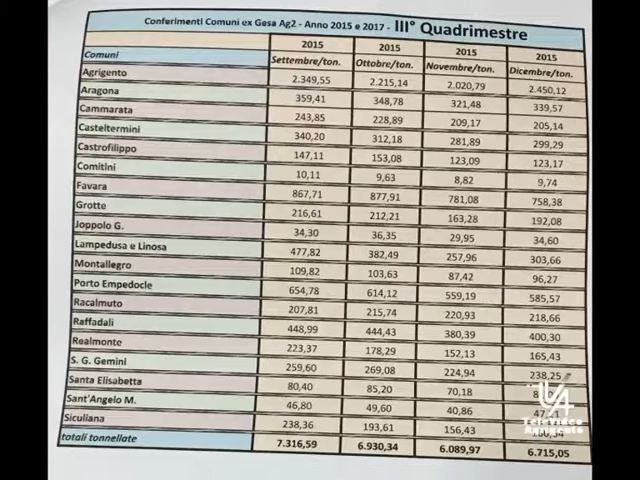 Conferimenti Comuni ex Gesa Ag2 - Anno 2015 e 2017 - III° Quadrimestre
2015 2015 2015 2015
Comuni Settembre/ton. Ottobre/ton. Novembre/ton. Dicembre/ton.
Agrigento 2.349,55 2.215,14 2.020,79 2.450,12
Aragona 359,41 348,78 321,48 339,57
Cammarata 243,85 228,89 209,17 205,14
Casteltermini 340,20 312,18 281,89 299,29
Castrofilippo 147,11 153,08 123,09 123,17
Comitini 10,11 9,63 8,82 9,74
Favara 867,71 877,91 781,08 758,38
Grotte 216,61 212,21 163,28 192,08
Joppolo G. 34,30 36,35 29,95 34,60
Lampedusa e Linosa 477,82 382,49 257,96 303,66
Montallegro 109,82 103,63 87,42 96,27
Porto Empedocle 654,78 614,12 559,19 585,57
Racalmuto 207,81 215,74 220,93 218,66
Raffadali 448,99 444,43 380,39 400,30
Realmonte 223,37 178,29 152,13 165,43
S. G. Gemini 259,60 269,08 224,94 238,25
Santa Elisabetta 80,40 85,20 70,18
Sant'Angelo M. 46,80 49,60 40,86
Siculiana 238,36 193,61 156,43
totali tonnellate 7.316,59 6.930,34 6.089,97 6.715,05
TeleVideo
Agrigento